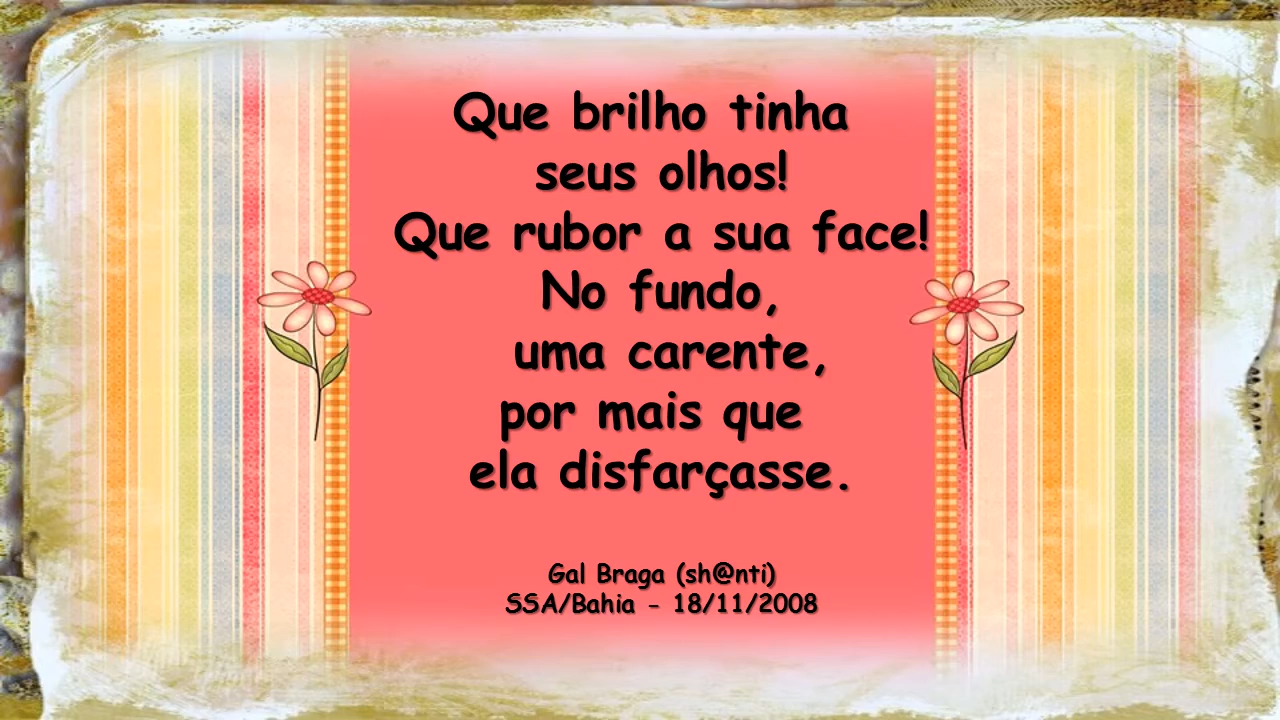 Que brilho tinha
seus olhos!
Que rubor a sua face!
No fundo,
uma carente,
por mais que
ela disfarçasse.
Gal Braga (sh@nti)
SSA/Bahia - 18/11/2008